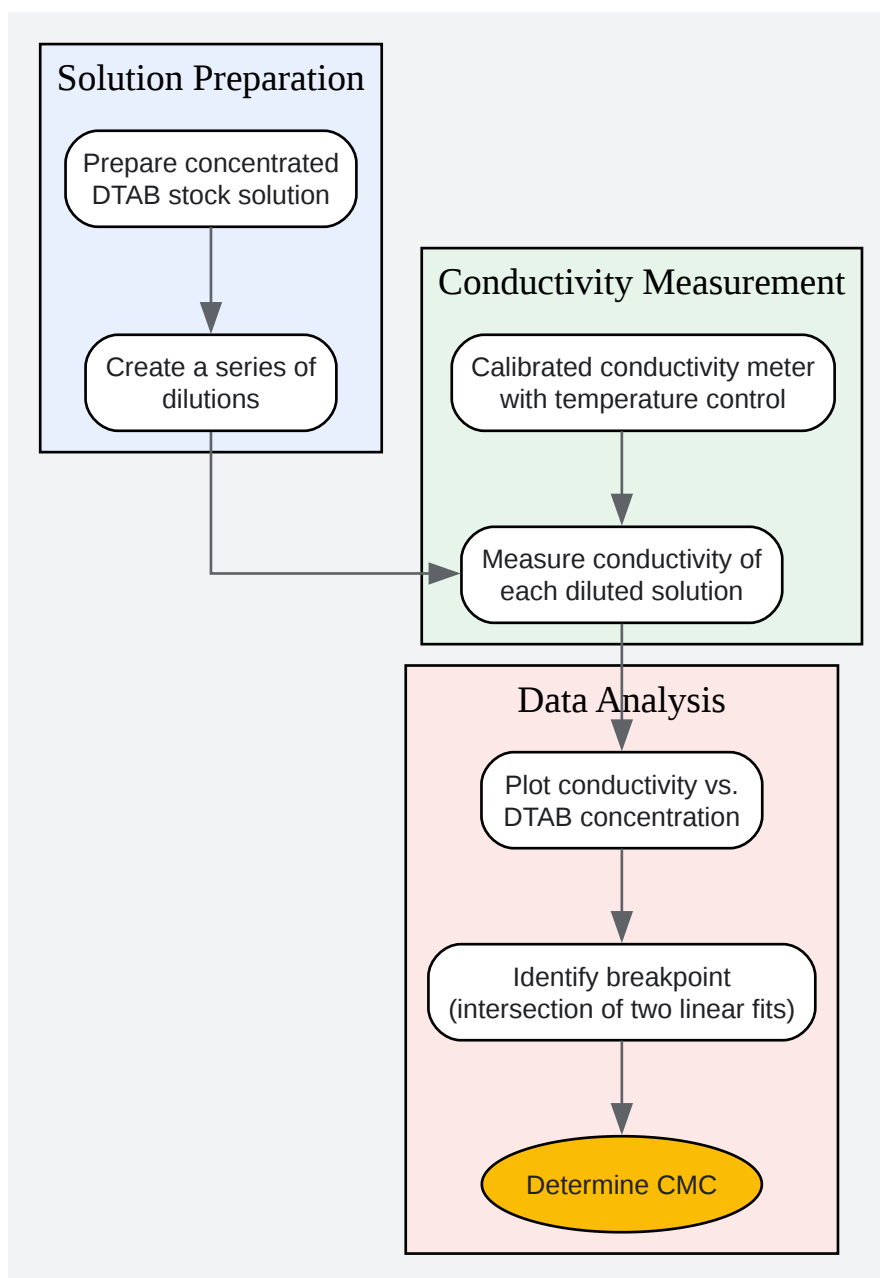 Solution Preparation
Prepare concentrated
DTAB stock solution
Create a series of
dilutions
Conductivity Measurement
Calibrated conductivity meter
with temperature control
Measure conductivity of
each diluted solution
Data Analysis
Plot conductivity vs.
DTAB concentration
Identify breakpoint
(intersection of two linear fits)
Determine CMC